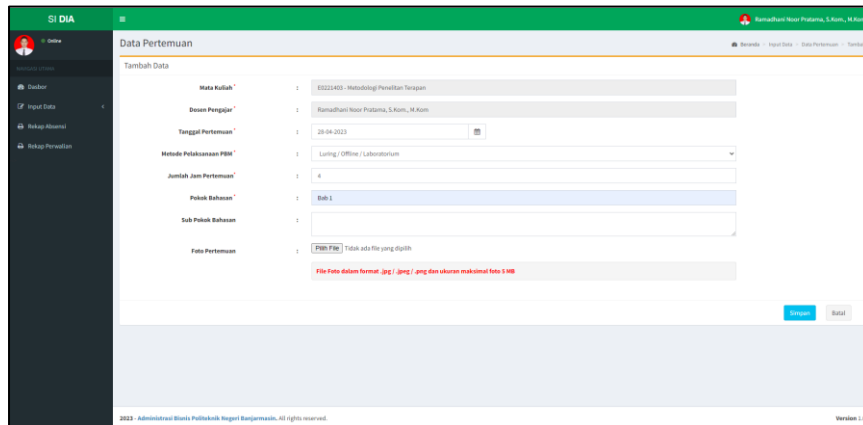 SI DIA
Ramadhani Noor Pratama, S.Kom., M.Kom
Online
Data Pertemuan
Beranda > Input Data > Data Pertemuan > Tambah
BAGIAN UTAMA
Tambah Data
Dasbor
Input Data
Rekap Absensi
Rekap Perwalian
Mata Kuliah * : E0221403 - Metodologi Penelitan Terapan
Dosen Pengajar * : Ramadhani Noor Pratama, S.Kom., M.Kom
Tanggal Pertemuan * : 28-04-2023
Metode Pelaksanaan PBM * : Luring / Offline / Laboratorium
Jumlah Jam Pertemuan * : 4
Pokok Bahasan * : Bab 1
Sub Pokok Bahasan :
Foto Pertemuan : Pilih File Tidak ada file yang dipilih
File Foto dalam format .jpg / .jpeg / .png dan ukuran maksimal foto 5 MB
Simpan Batal
2023 - Administrasi Bisnis Politeknik Negeri Banjarmasin. All rights reserved.
Version